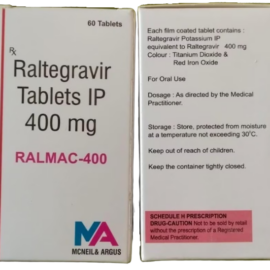 60 Tablets
Rx
Raltegravir
Tablets IP
400 mg
RALMAC-400
MA
MCNEIL & ARGUS
Each film coated tablet contains :
Raltegravir Potassium IP
equivalent to Raltegravir 400 mg
Colour : Titanium Dioxide &
Red Iron Oxide
For Oral Use
Dosage : As directed by the Medical
Practitioner.
Storage : Store, protected from moisture
at a temperature not exceeding 30°C.
Keep out of reach of children.
Keep the container tightly closed.
SCHEDULE H PRESCRIPTION
DRUG-CAUTION Not to be sold by retail
without the prescription of a Registered
Medical Practitioner.